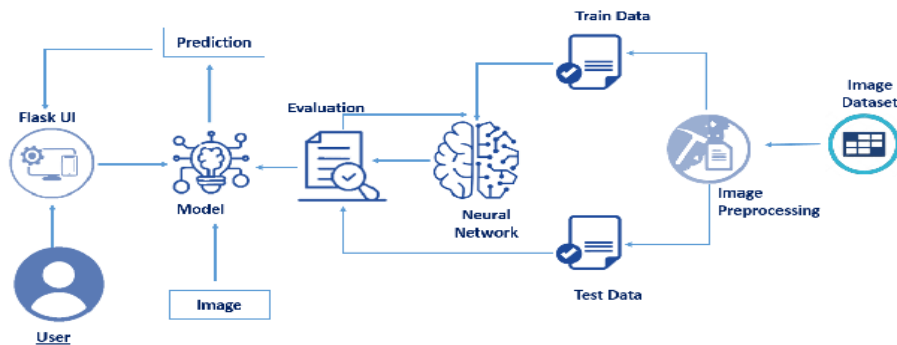 Train Data
Prediction
Image
Dataset
Evaluation
Flask UI
Model
Neural
Network
Image
Preprocessing
Image
Test Data
User